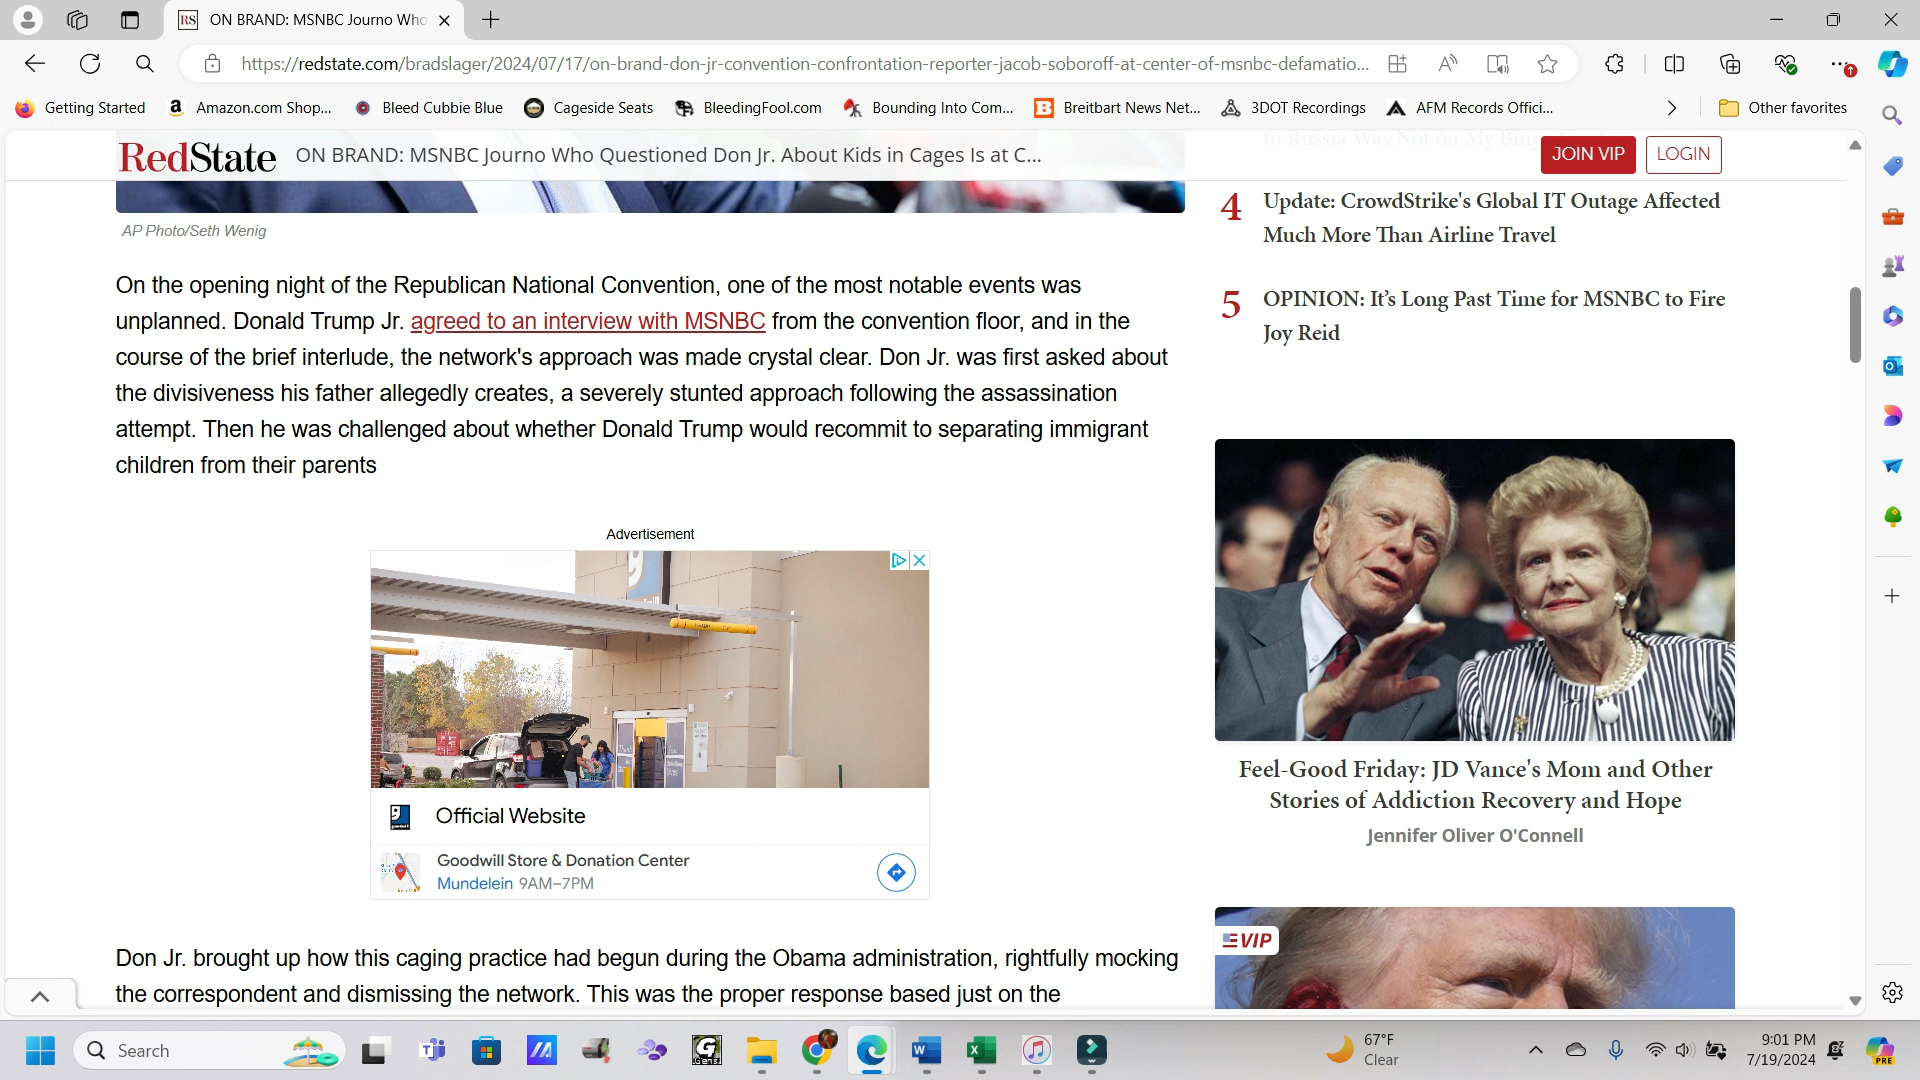 RS ON BRAND: MSNBC Journo Who
https://redstate.com/bradslager/2024/07/17/on-brand-don-jr-convention-confrontation-reporter-jacob-soboroff-at-center-of-msnbc-defamatio...
Getting Started Amazon.com Shop... Bleed Cubbie Blue Cageside Seats BleedingFool.com Bounding Into Com... Breitbart News Net... 3DOT Recordings AFM Records Offici... Other favorites
RedState ON BRAND: MSNBC Journo Who Questioned Don Jr. About Kids in Cages Is at C...
to Russia Was Not on My
JOIN VIP LOGIN
AP Photo/Seth Wenig
On the opening night of the Republican National Convention, one of the most notable events was
unplanned. Donald Trump Jr. agreed to an interview with MSNBC from the convention floor, and in the
course of the brief interlude, the network's approach was made crystal clear. Don Jr. was first asked about
the divisiveness his father allegedly creates, a severely stunted approach following the assassination
attempt. Then he was challenged about whether Donald Trump would recommit to separating immigrant
children from their parents
Advertisement
Official Website
Goodwill Store & Donation Center
Mundelein 9AM–7PM
Don Jr. brought up how this caging practice had begun during the Obama administration, rightfully mocking
the correspondent and dismissing the network. This was the proper response based just on the
4 Update: CrowdStrike's Global IT Outage Affected
Much More Than Airline Travel
5 OPINION: It's Long Past Time for MSNBC to Fire
Joy Reid
Feel-Good Friday: JD Vance's Mom and Other
Stories of Addiction Recovery and Hope
Jennifer Oliver O'Connell
VIP
Search
67°F
Clear
9:01 PM
7/19/2024